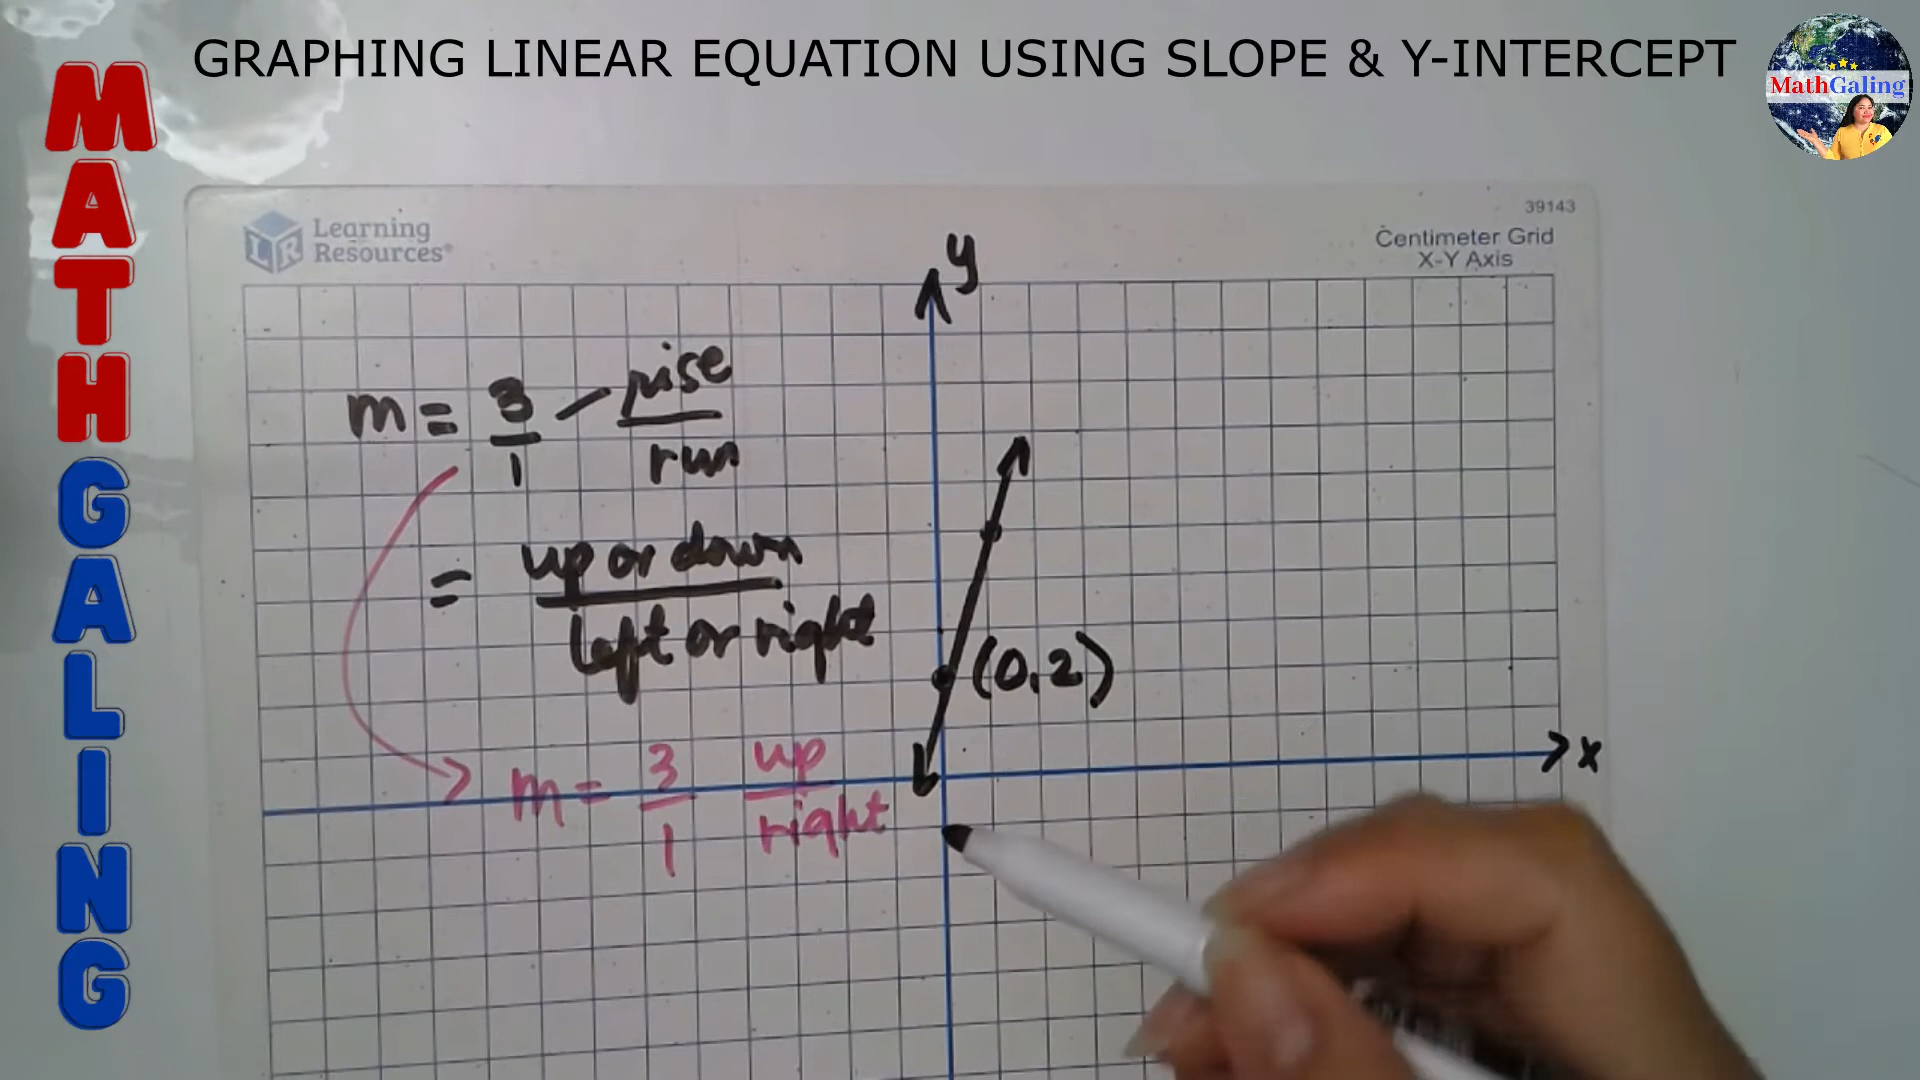 GRAPHING LINEAR EQUATION USING SLOPE & Y-INTERCEPT
MathGaling
MATH GALING
Learning
Resources®
39143
Centimeter Grid
X-Y Axis
y
m = 3/1 - rise/run
= up or down/left or right
(0,2)
x
m = 3/1 up/right